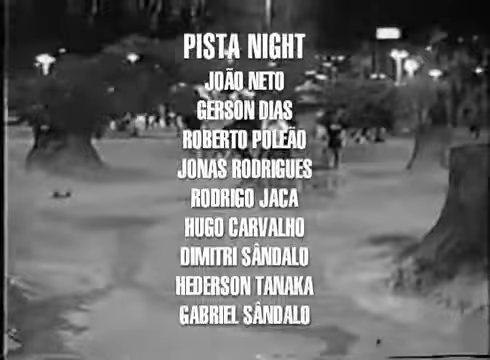 PISTA NIGHT
JOÃO NETO
GERSON DIAS
ROBERTO POLEÃO
JONAS RODRIGUES
RODRIGO JACA
HUGO CARVALHO
DIMITRI SÂNDALO
HEDERSON TANAKA
GABRIEL SÂNDALO